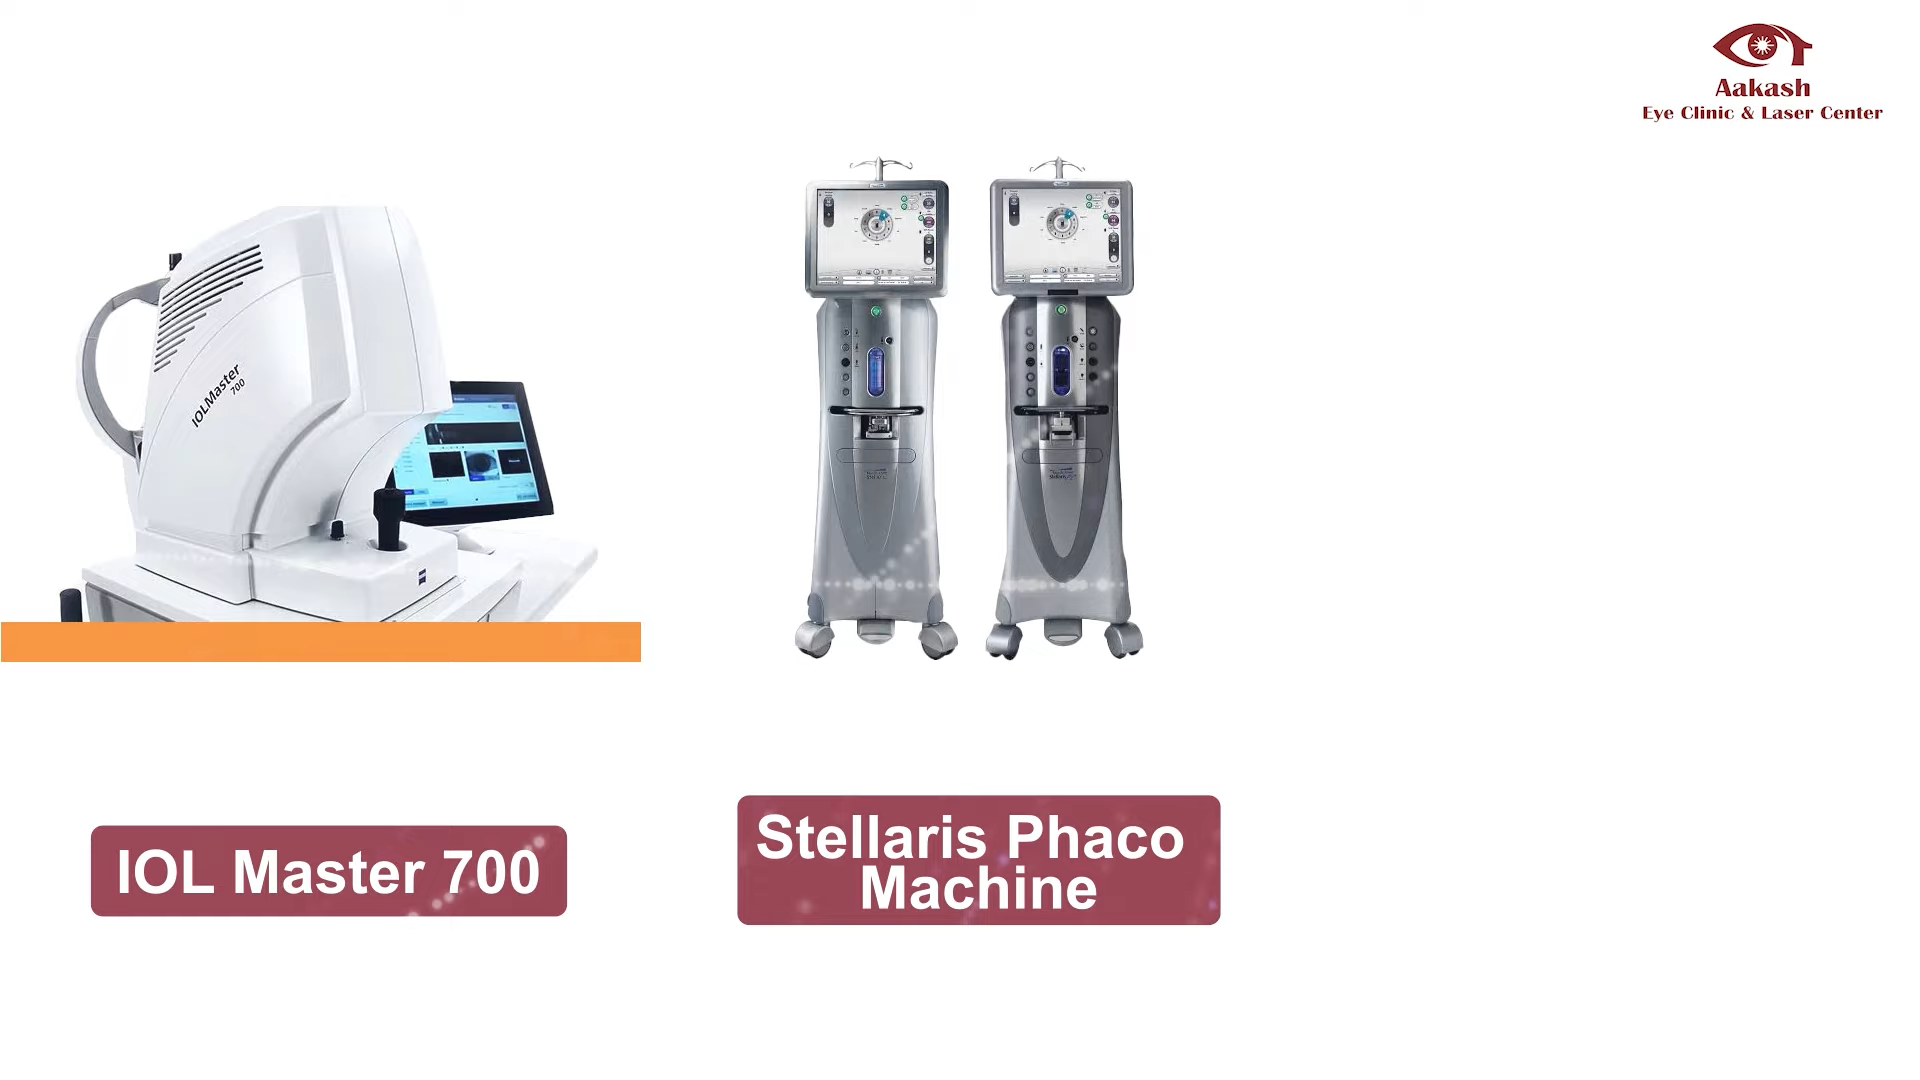 Aakash
Eye Clinic & Laser Center
IOLMaster
700
IOL Master 700
Stellaris Phaco
Machine